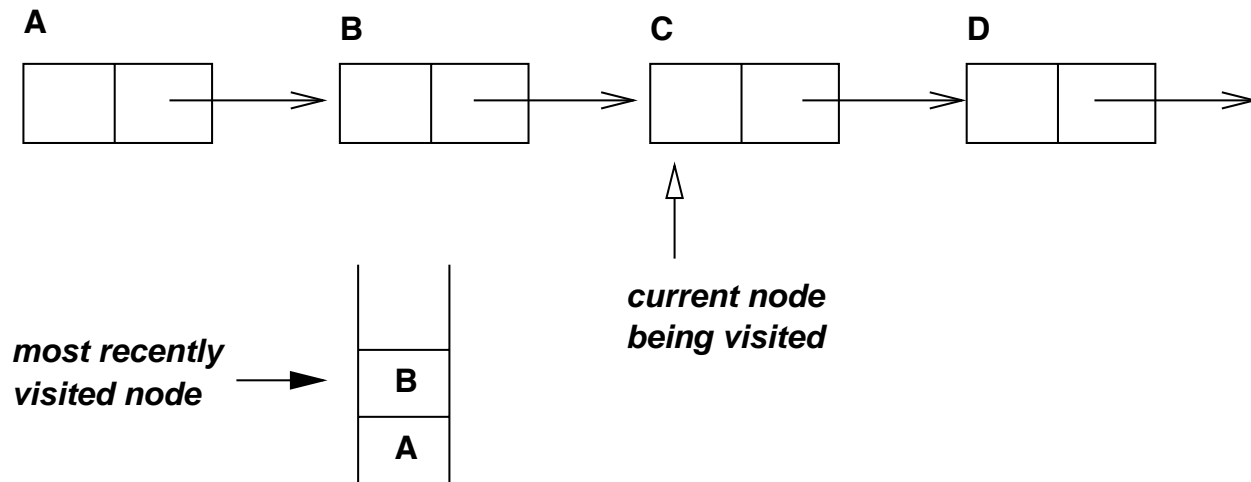 A B C D
current node
being visited
most recently
visited node
B
A